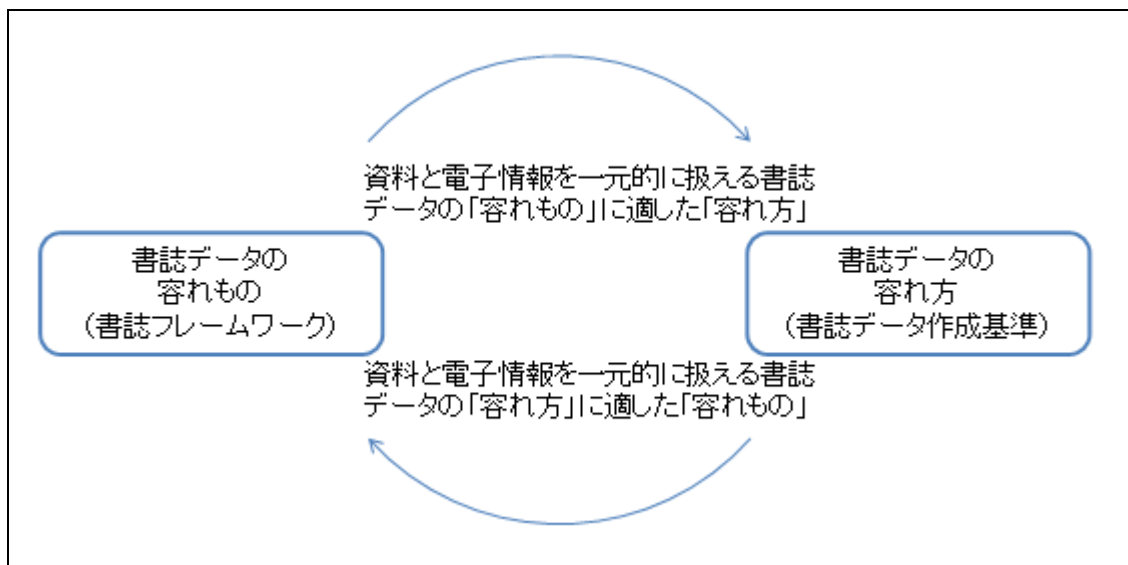 資料と電子情報を一元的に扱える書誌
データの「容れもの」に適した「容れ方」
書誌データの
容れもの
（書誌フレームワーク）
書誌データの
容れ方
（書誌データ作成基準）
資料と電子情報を一元的に扱える書誌
データの「容れ方」に適した「容れもの」